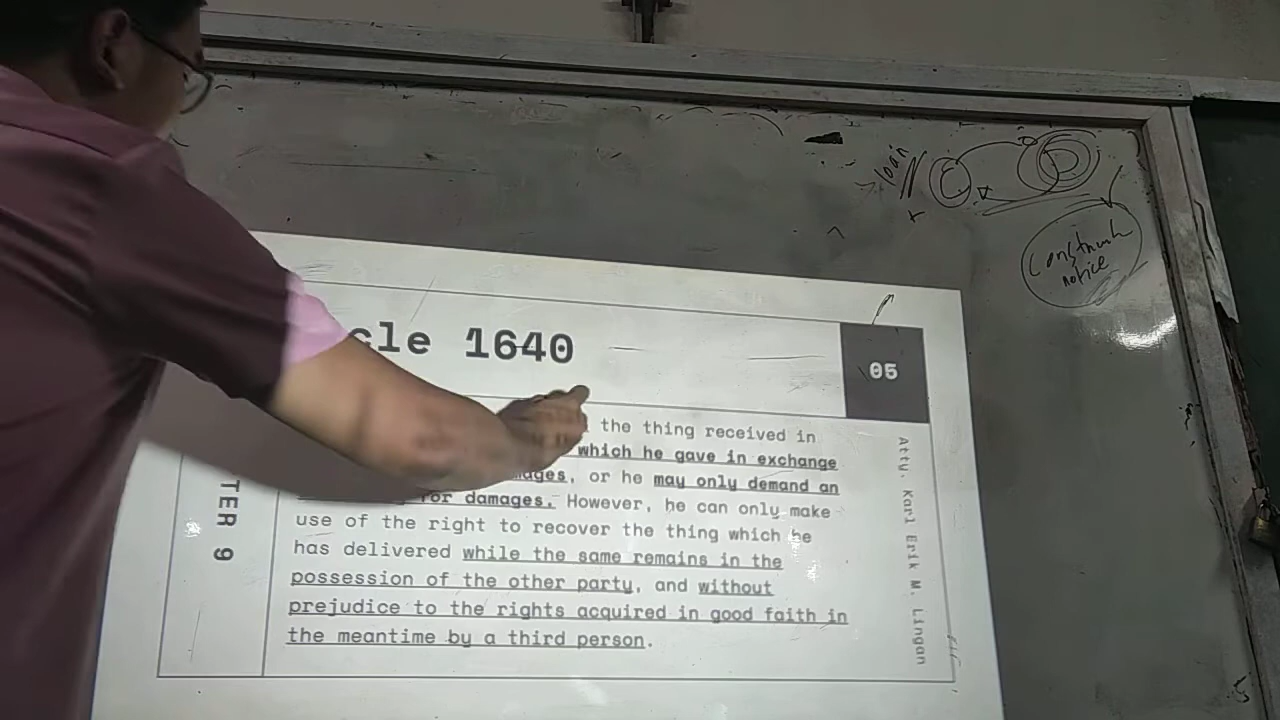 loan
Constructi
notice
cle 1640
05
the thing received in
which he gave in exchange
ages, or he may only demand an
for damages. However, he can only make
use of the right to recover the thing which he
has delivered while the same remains in the
possession of the other party, and without
prejudice to the rights acquired in good faith in
the meantime by a third person.
TER 9
Atty. Karl Erik M. Lingan